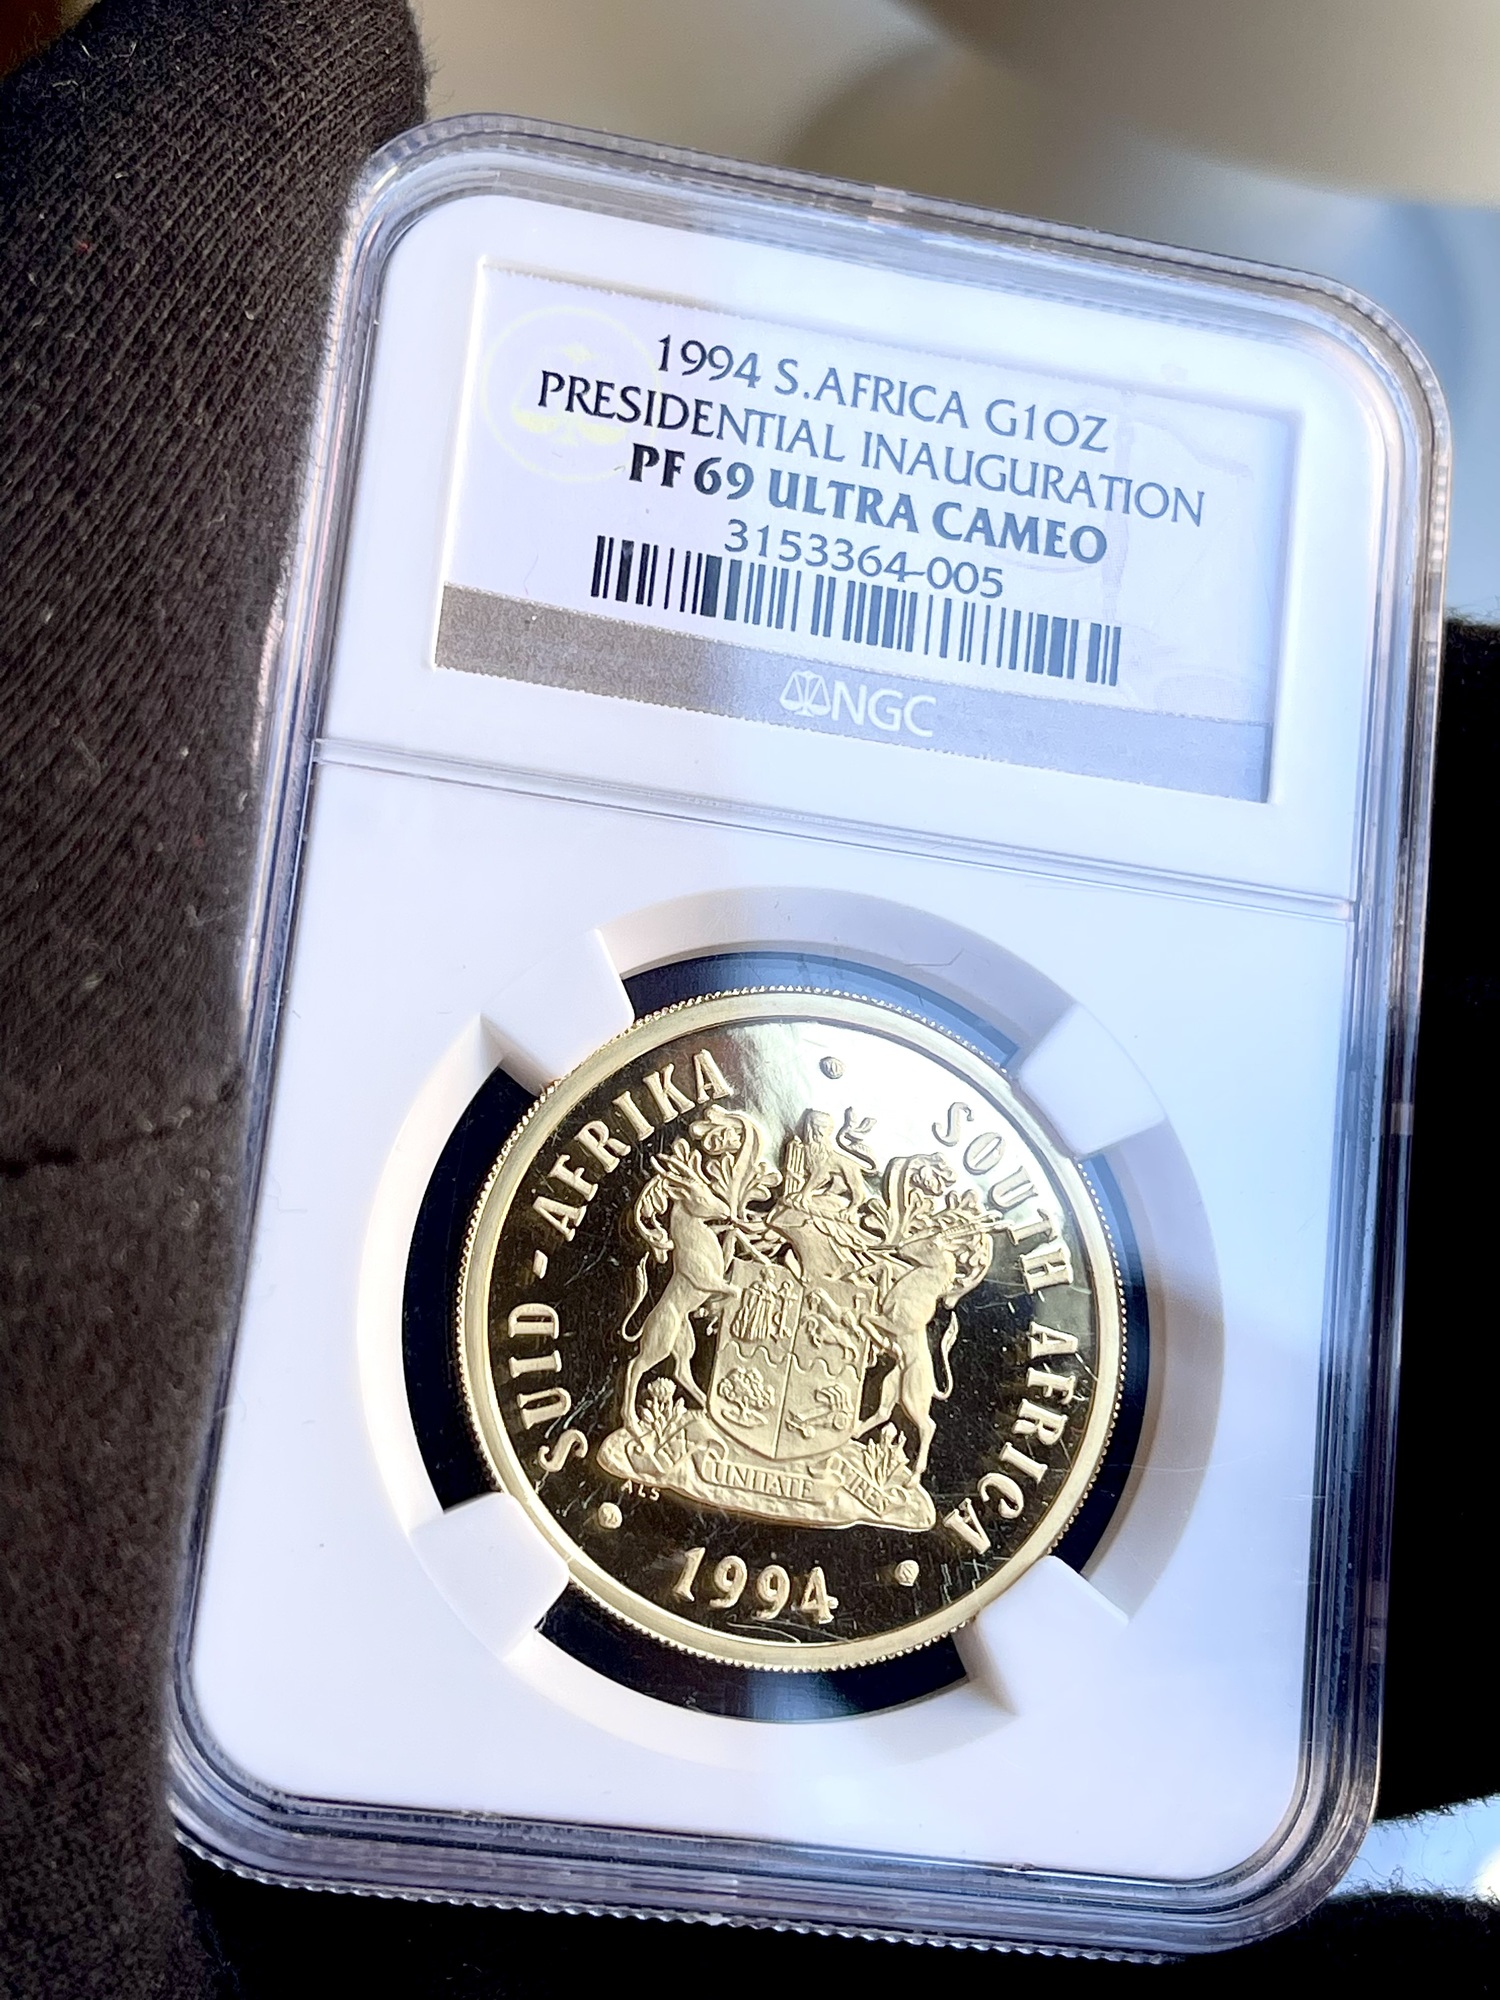 1994 S.AFRICA G1OZ
PRESIDENTIAL INAUGURATION
PF 69 ULTRA CAMEO
3153364-005
NGC
SUID-AFRIKA
SOUTH AFRICA
UNITATE VIRES
ALS
1994